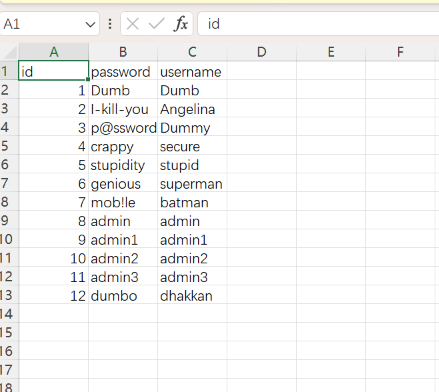 A1 fx id
A B C D E F
1 id password username
2 1 Dumb Dumb
3 2 I-kill-you Angelina
4 3 p@ssword Dummy
5 4 crappy secure
6 5 stupidity stupid
7 6 genious superman
8 7 mob!le batman
9 8 admin admin
10 9 admin1 admin1
11 10 admin2 admin2
12 11 admin3 admin3
13 12 dumbo dhakkan
14
15
16
17
18